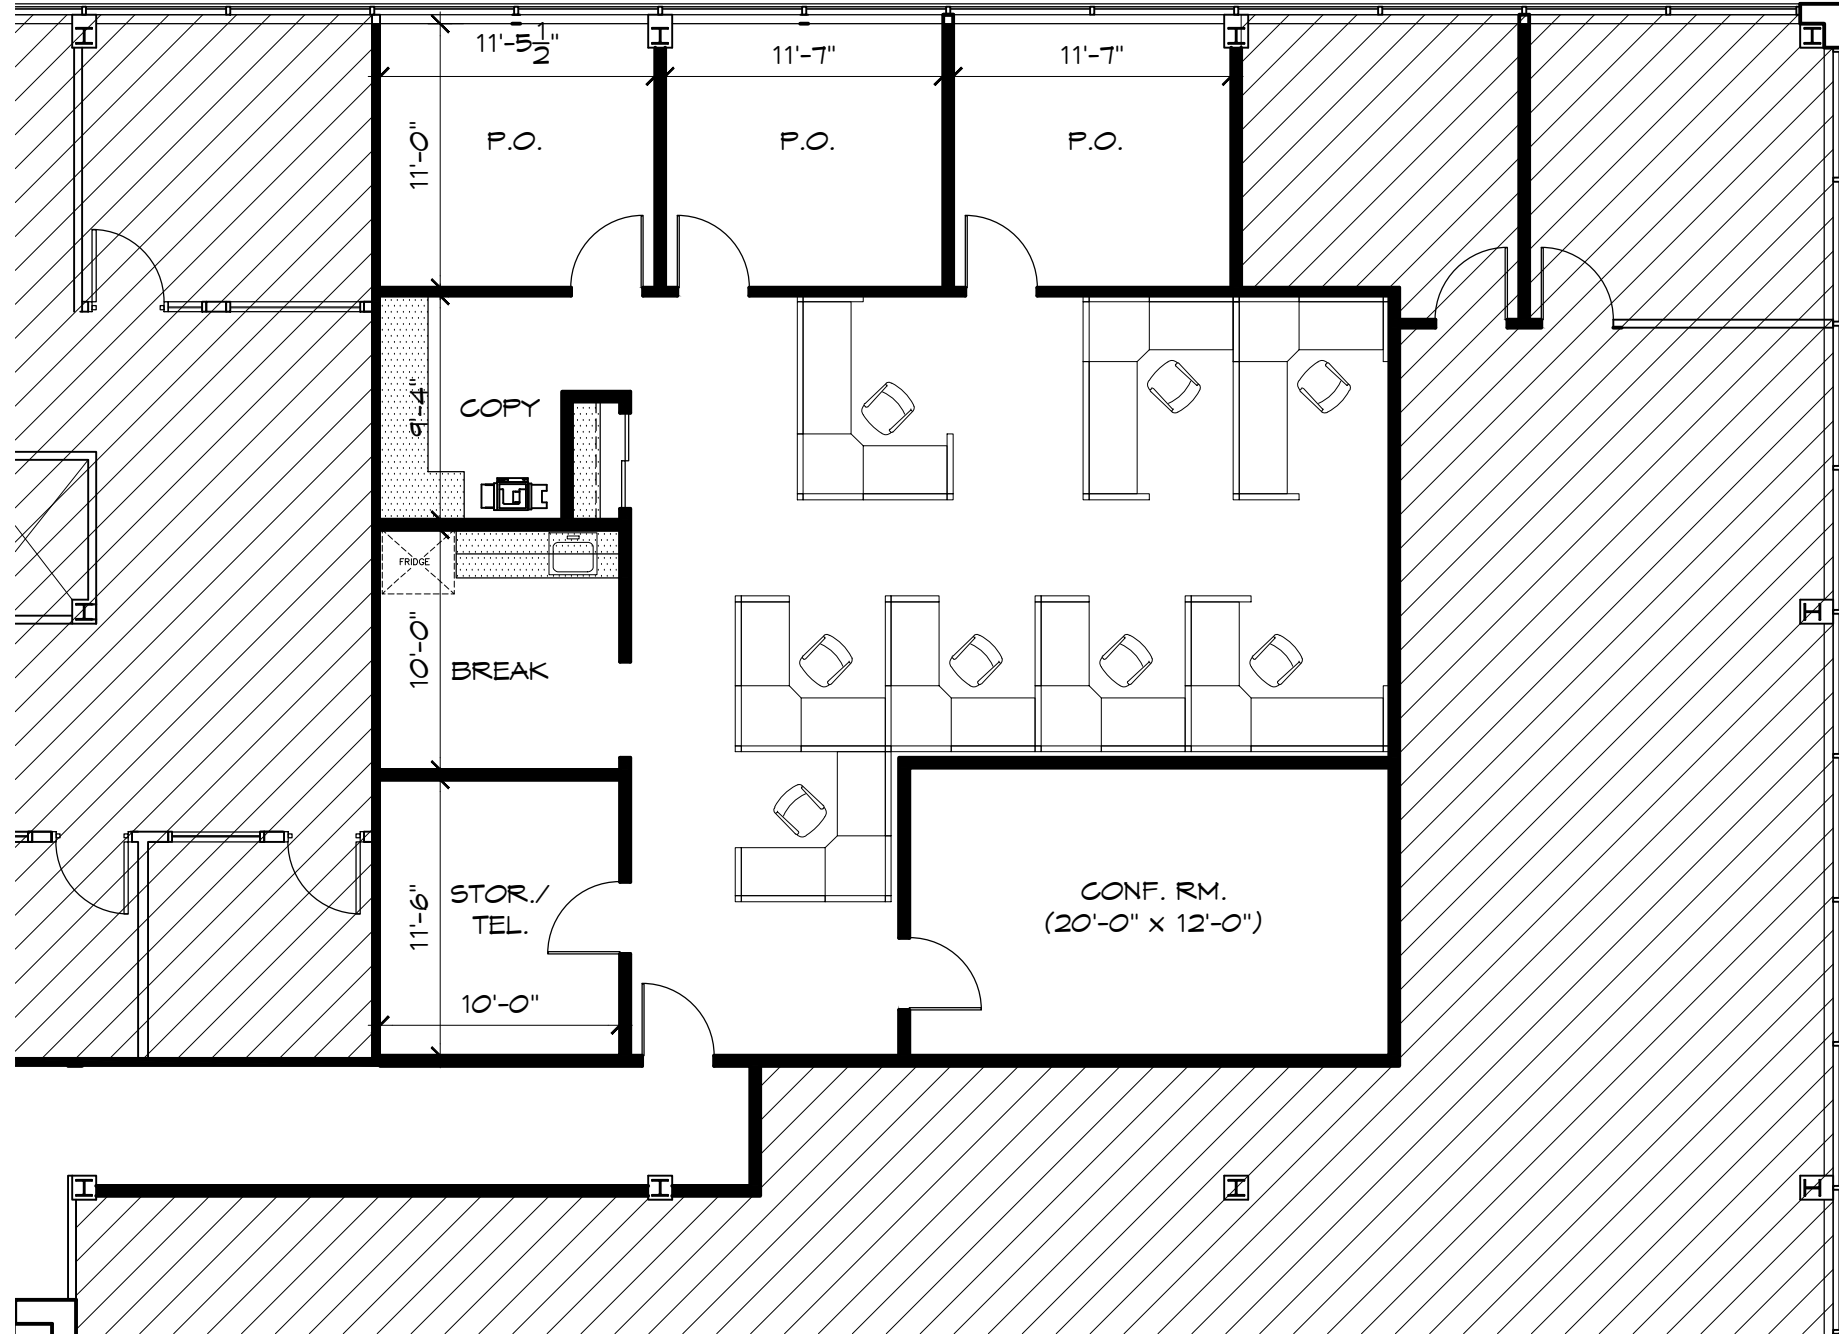 11'-5 1/2"
11'-7"
11'-7"
11'-0"
P.O.
P.O.
P.O.
9'-4"
COPY
FRIDGE
10'-0"
BREAK
11'-6"
STOR./
TEL.
CONF. RM.
(20'-0" x 12'-0")
10'-0"